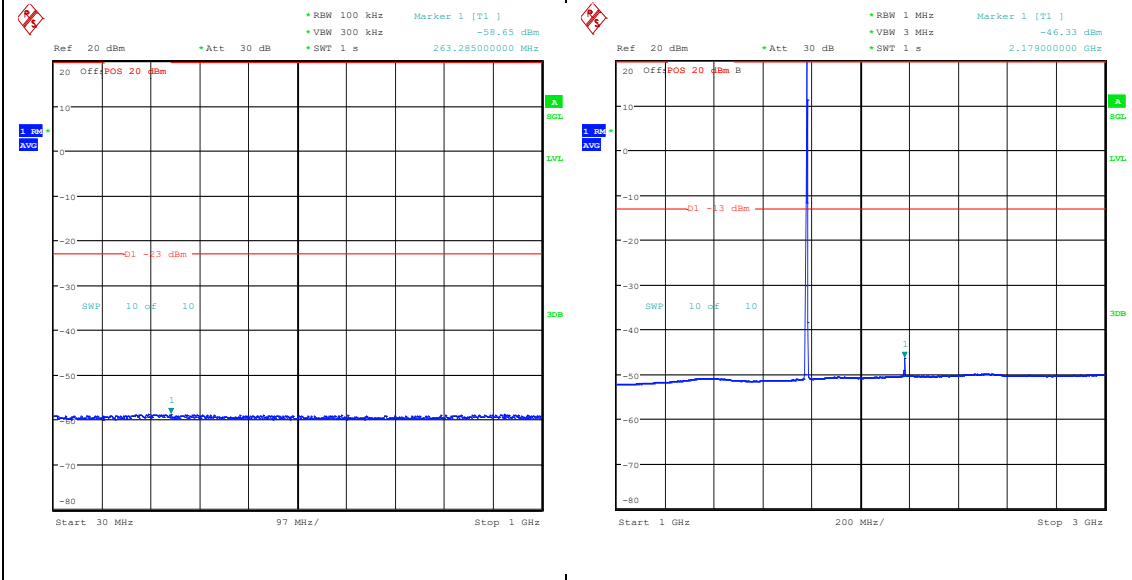 * RBW 100 kHz Marker 1 [T1 ]
* VBW 300 kHz -58.65 dBm
Ref 20 dBm * Att 30 dB * SWT 1 s 263.285000000 MHz
20 Offs POS 20 dBm
A
10
SGL
1 RM *
AVG
0
LVL
-10
-20
D1 -23 dBm
-30
SWP 10 of 10
3DB
-40
-50
1
-60
-70
-80
Start 30 MHz 97 MHz/ Stop 1 GHz
* RBW 1 MHz Marker 1 [T1 ]
* VBW 3 MHz -46.33 dBm
Ref 20 dBm * Att 30 dB * SWT 1 s 2.179000000 GHz
20 Offs POS 20 dBm B
A
10
SGL
1 RM *
AVG
0
LVL
-10
D1 -13 dBm
-20
-30
SWP 10 of 10
3DB
-40
1
-50
-60
-70
-80
Start 1 GHz 200 MHz/ Stop 3 GHz